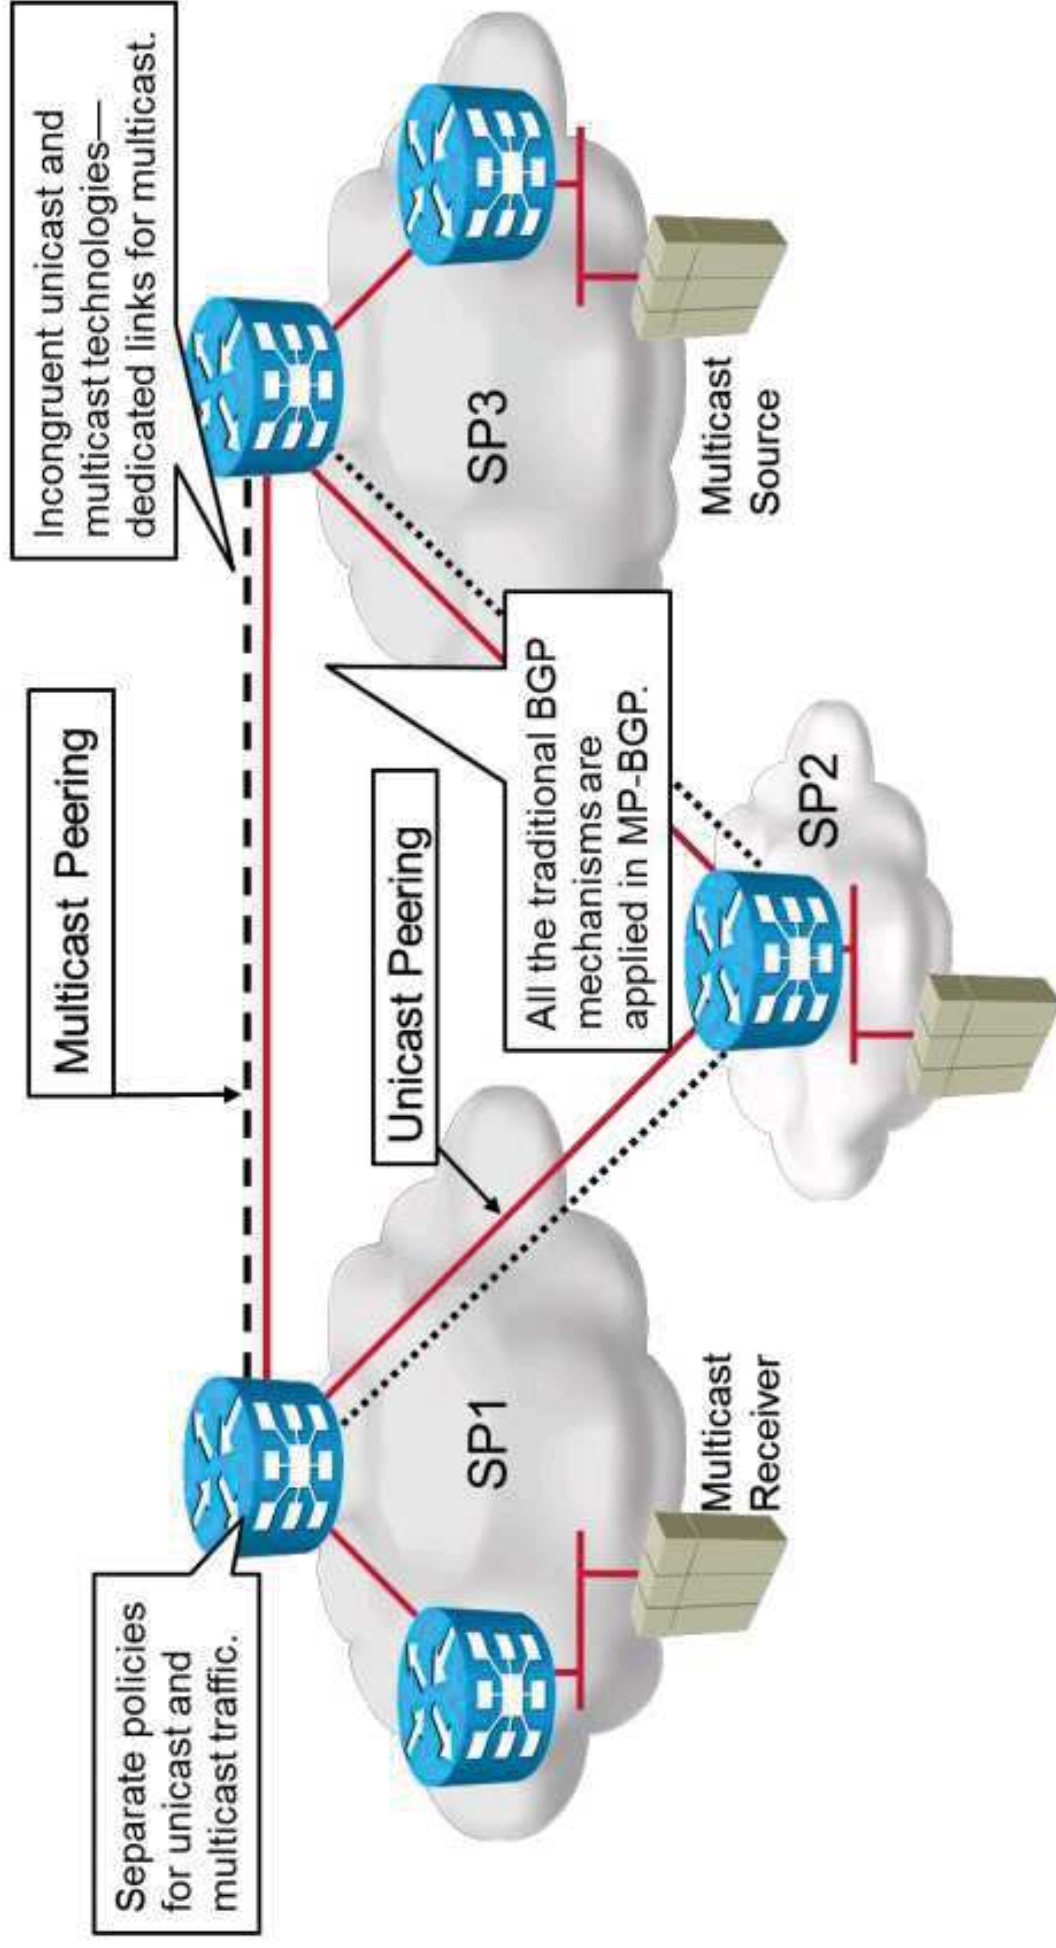 Separate policies
for unicast and
multicast traffic.
Multicast Peering
Incongruent unicast and
multicast technologies—
dedicated links for multicast.
Unicast Peering
All the traditional BGP
mechanisms are
applied in MP-BGP.
SP1
SP3
SP2
Multicast
Receiver
Multicast
Source